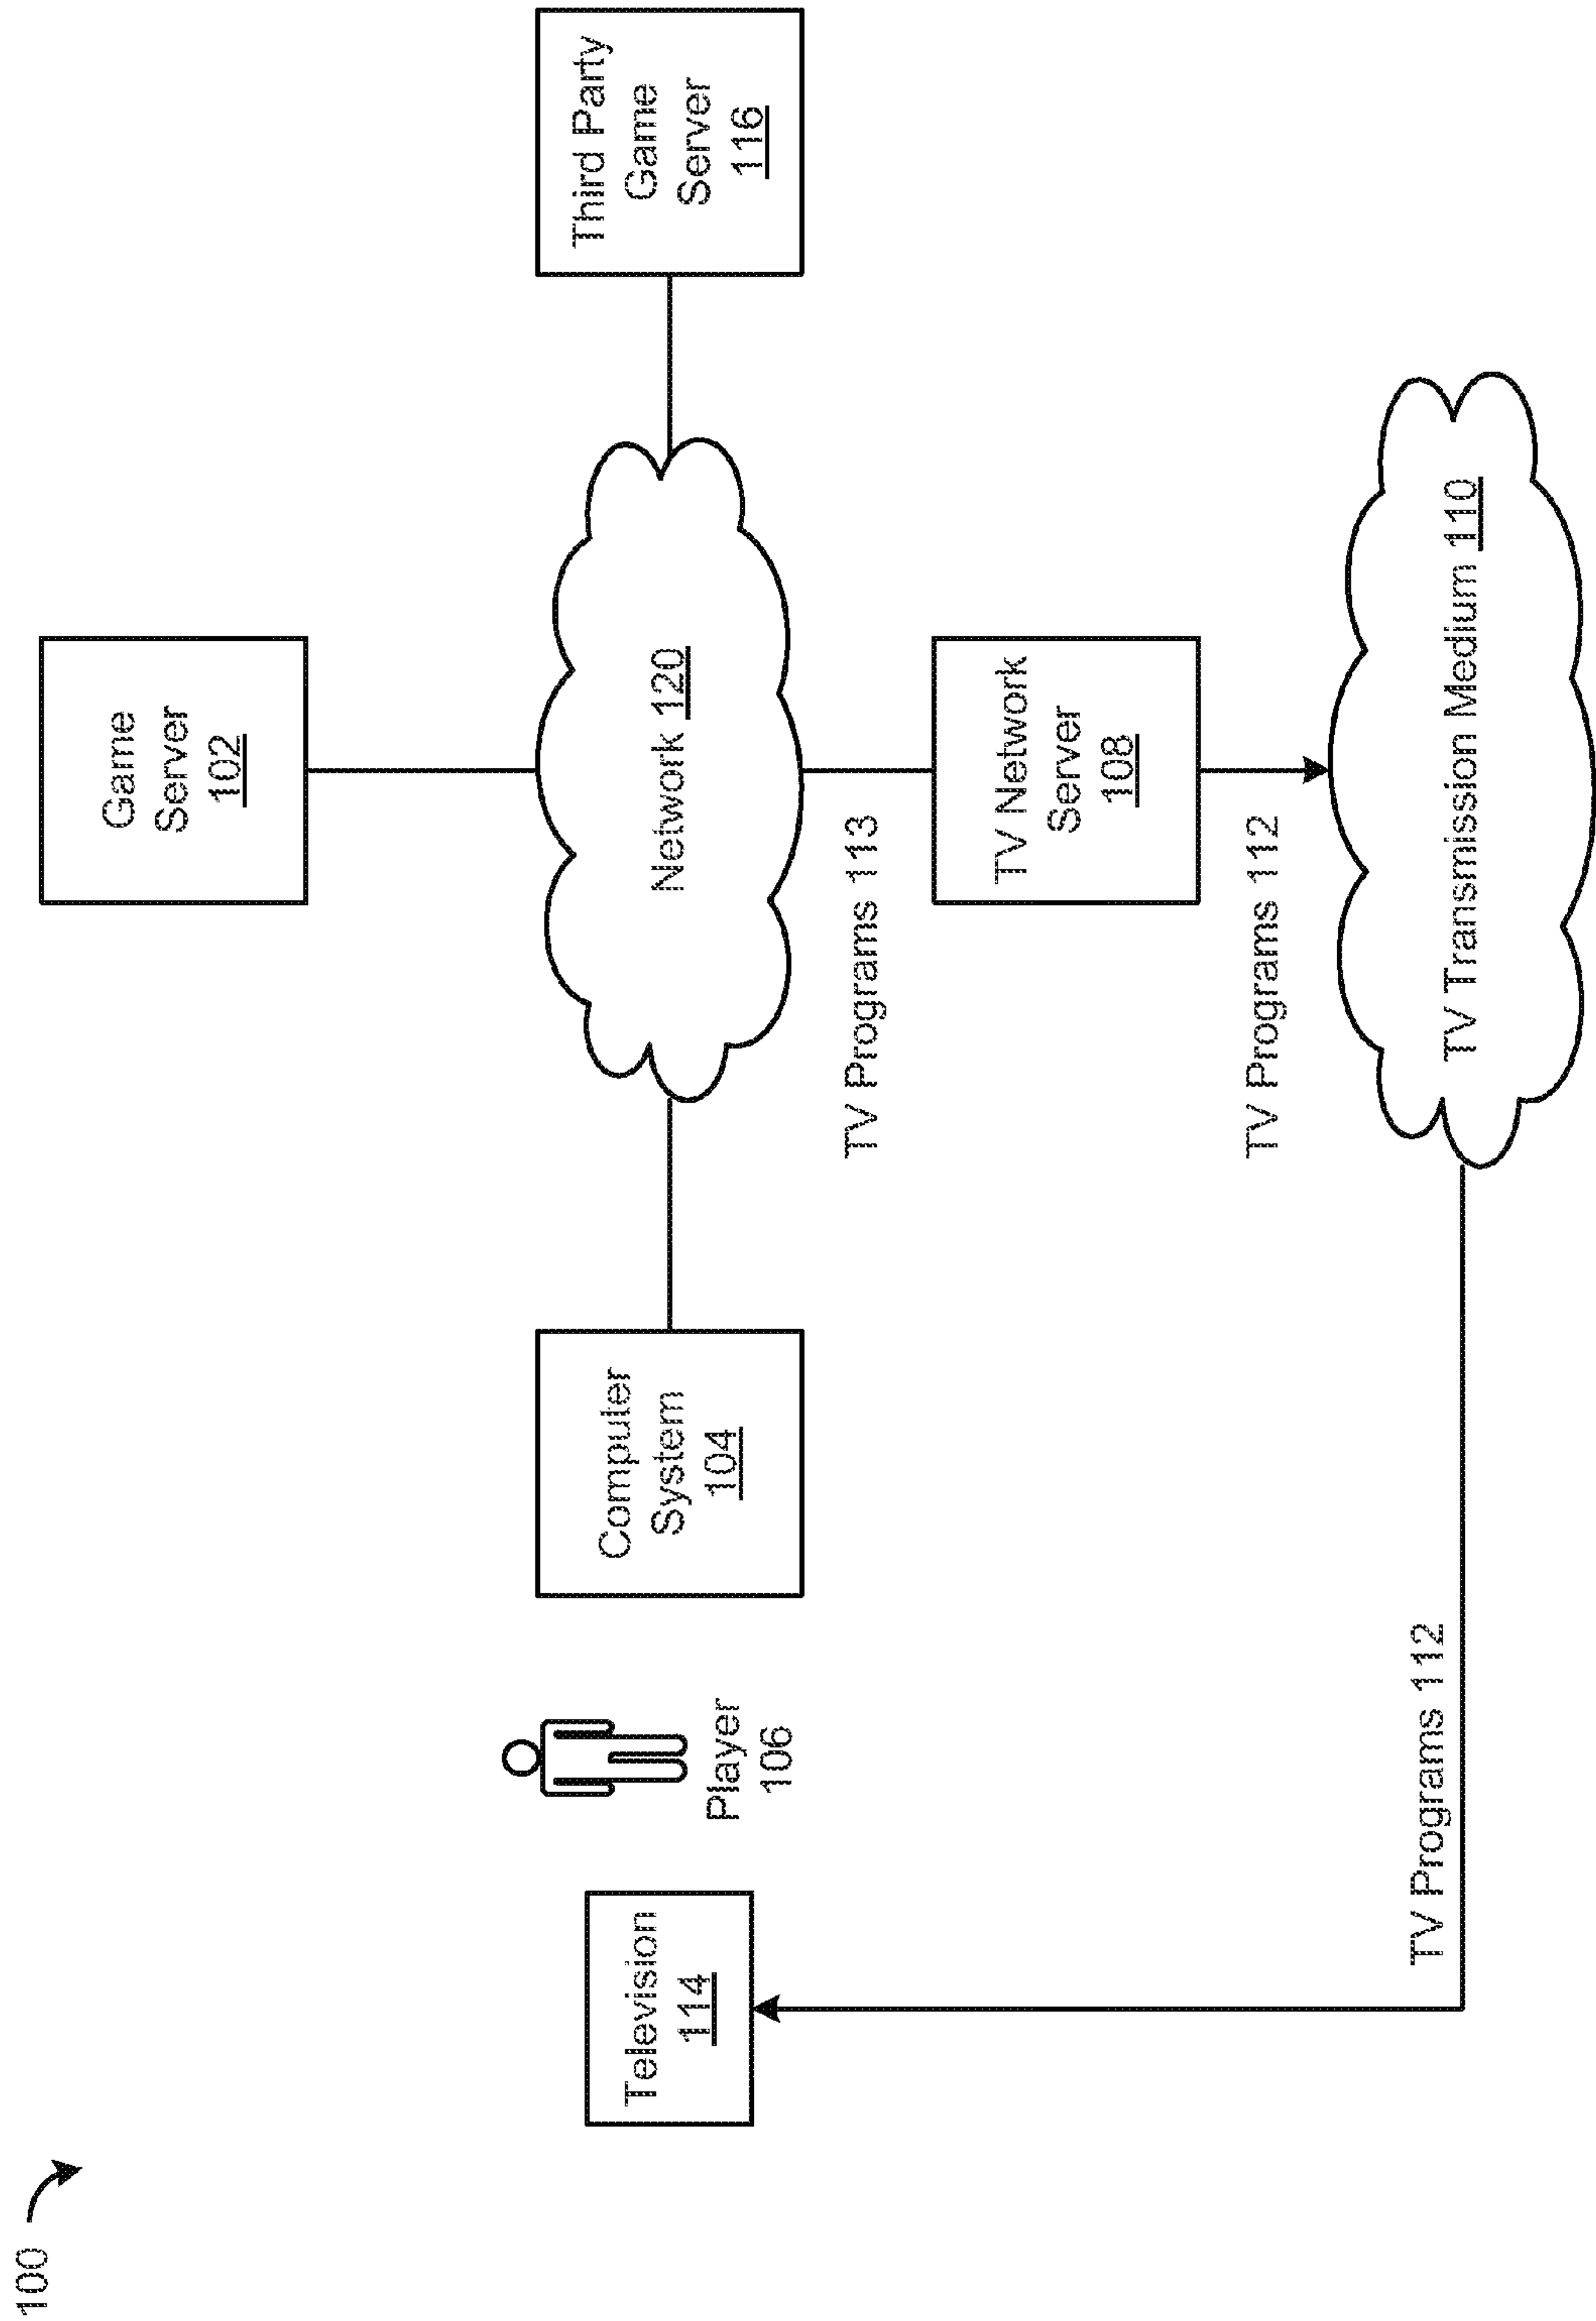 100
Game
Server
102
Television
114
Player
106
Computer
System
104
Network 120
Third Party
Game
Server
116
TV Programs 113
TV Network
Server
108
TV Programs 112
TV Programs 112
TV Transmission Medium 110